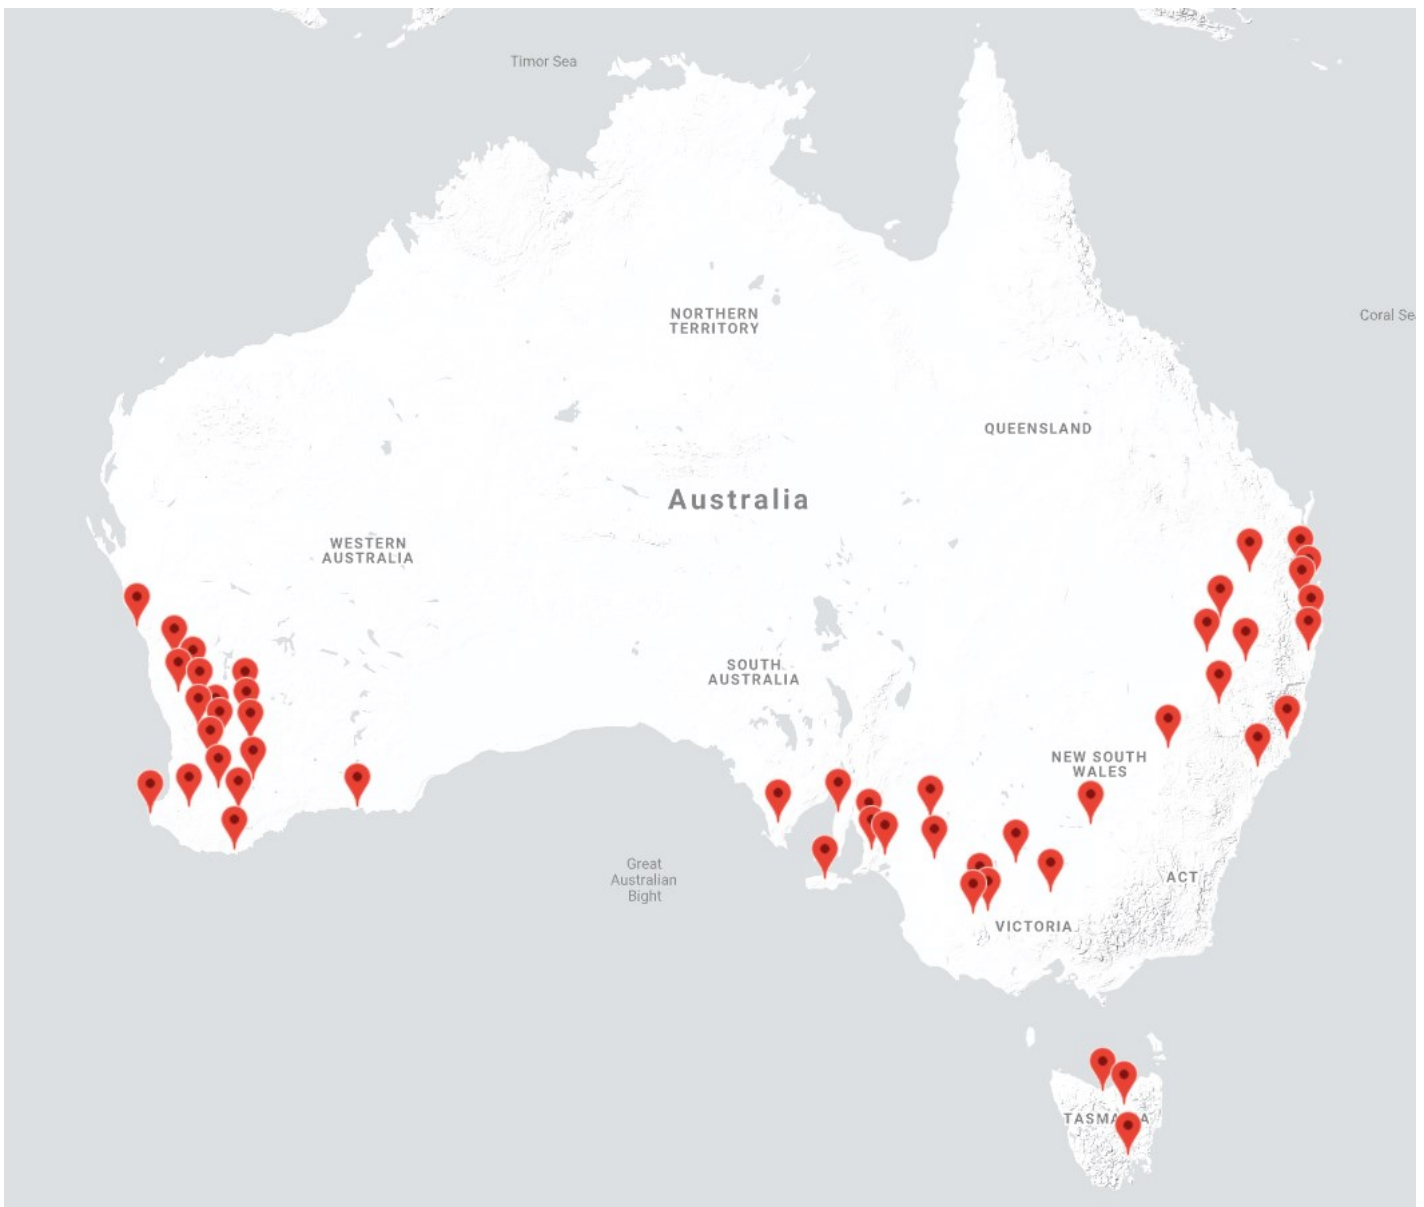 Timor Sea
NORTHERN
TERRITORY
Coral Se
QUEENSLAND
Australia
WESTERN
AUSTRALIA
SOUTH
AUSTRALIA
NEW SOUTH
WALES
Great
Australian
Bight
ACT
VICTORIA
TASMA A